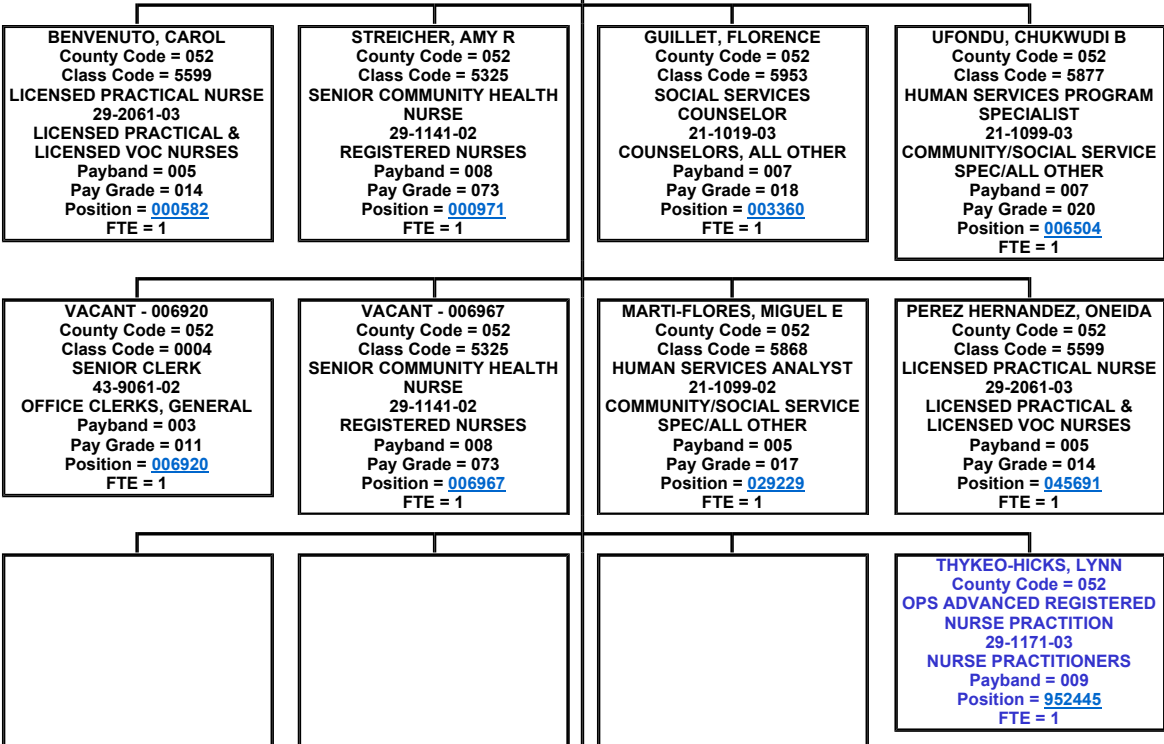 BENVENUTO, CAROL
County Code = 052
Class Code = 5599
LICENSED PRACTICAL NURSE
29-2061-03
LICENSED PRACTICAL &
LICENSED VOC NURSES
Payband = 005
Pay Grade = 014
Position = 000582
FTE = 1
STREICHER, AMY R
County Code = 052
Class Code = 5325
SENIOR COMMUNITY HEALTH
NURSE
29-1141-02
REGISTERED NURSES
Payband = 008
Pay Grade = 073
Position = 000971
FTE = 1
GUILLET, FLORENCE
County Code = 052
Class Code = 5953
SOCIAL SERVICES
COUNSELOR
21-1019-03
COUNSELORS, ALL OTHER
Payband = 007
Pay Grade = 018
Position = 003360
FTE = 1
UFONDU, CHUKWUDI B
County Code = 052
Class Code = 5877
HUMAN SERVICES PROGRAM
SPECIALIST
21-1099-03
COMMUNITY/SOCIAL SERVICE
SPEC/ALL OTHER
Payband = 007
Pay Grade = 020
Position = 006504
FTE = 1
VACANT - 006920
County Code = 052
Class Code = 0004
SENIOR CLERK
43-9061-02
OFFICE CLERKS, GENERAL
Payband = 003
Pay Grade = 011
Position = 006920
FTE = 1
VACANT - 006967
County Code = 052
Class Code = 5325
SENIOR COMMUNITY HEALTH
NURSE
29-1141-02
REGISTERED NURSES
Payband = 008
Pay Grade = 073
Position = 006967
FTE = 1
MARTI-FLORES, MIGUEL E
County Code = 052
Class Code = 5868
HUMAN SERVICES ANALYST
21-1099-02
COMMUNITY/SOCIAL SERVICE
SPEC/ALL OTHER
Payband = 005
Pay Grade = 017
Position = 029229
FTE = 1
PEREZ HERNANDEZ, ONEIDA
County Code = 052
Class Code = 5599
LICENSED PRACTICAL NURSE
29-2061-03
LICENSED PRACTICAL &
LICENSED VOC NURSES
Payband = 005
Pay Grade = 014
Position = 045691
FTE = 1
THYKEO-HICKS, LYNN
County Code = 052
OPS ADVANCED REGISTERED
NURSE PRACTITION
29-1171-03
NURSE PRACTITIONERS
Payband = 009
Position = 952445
FTE = 1